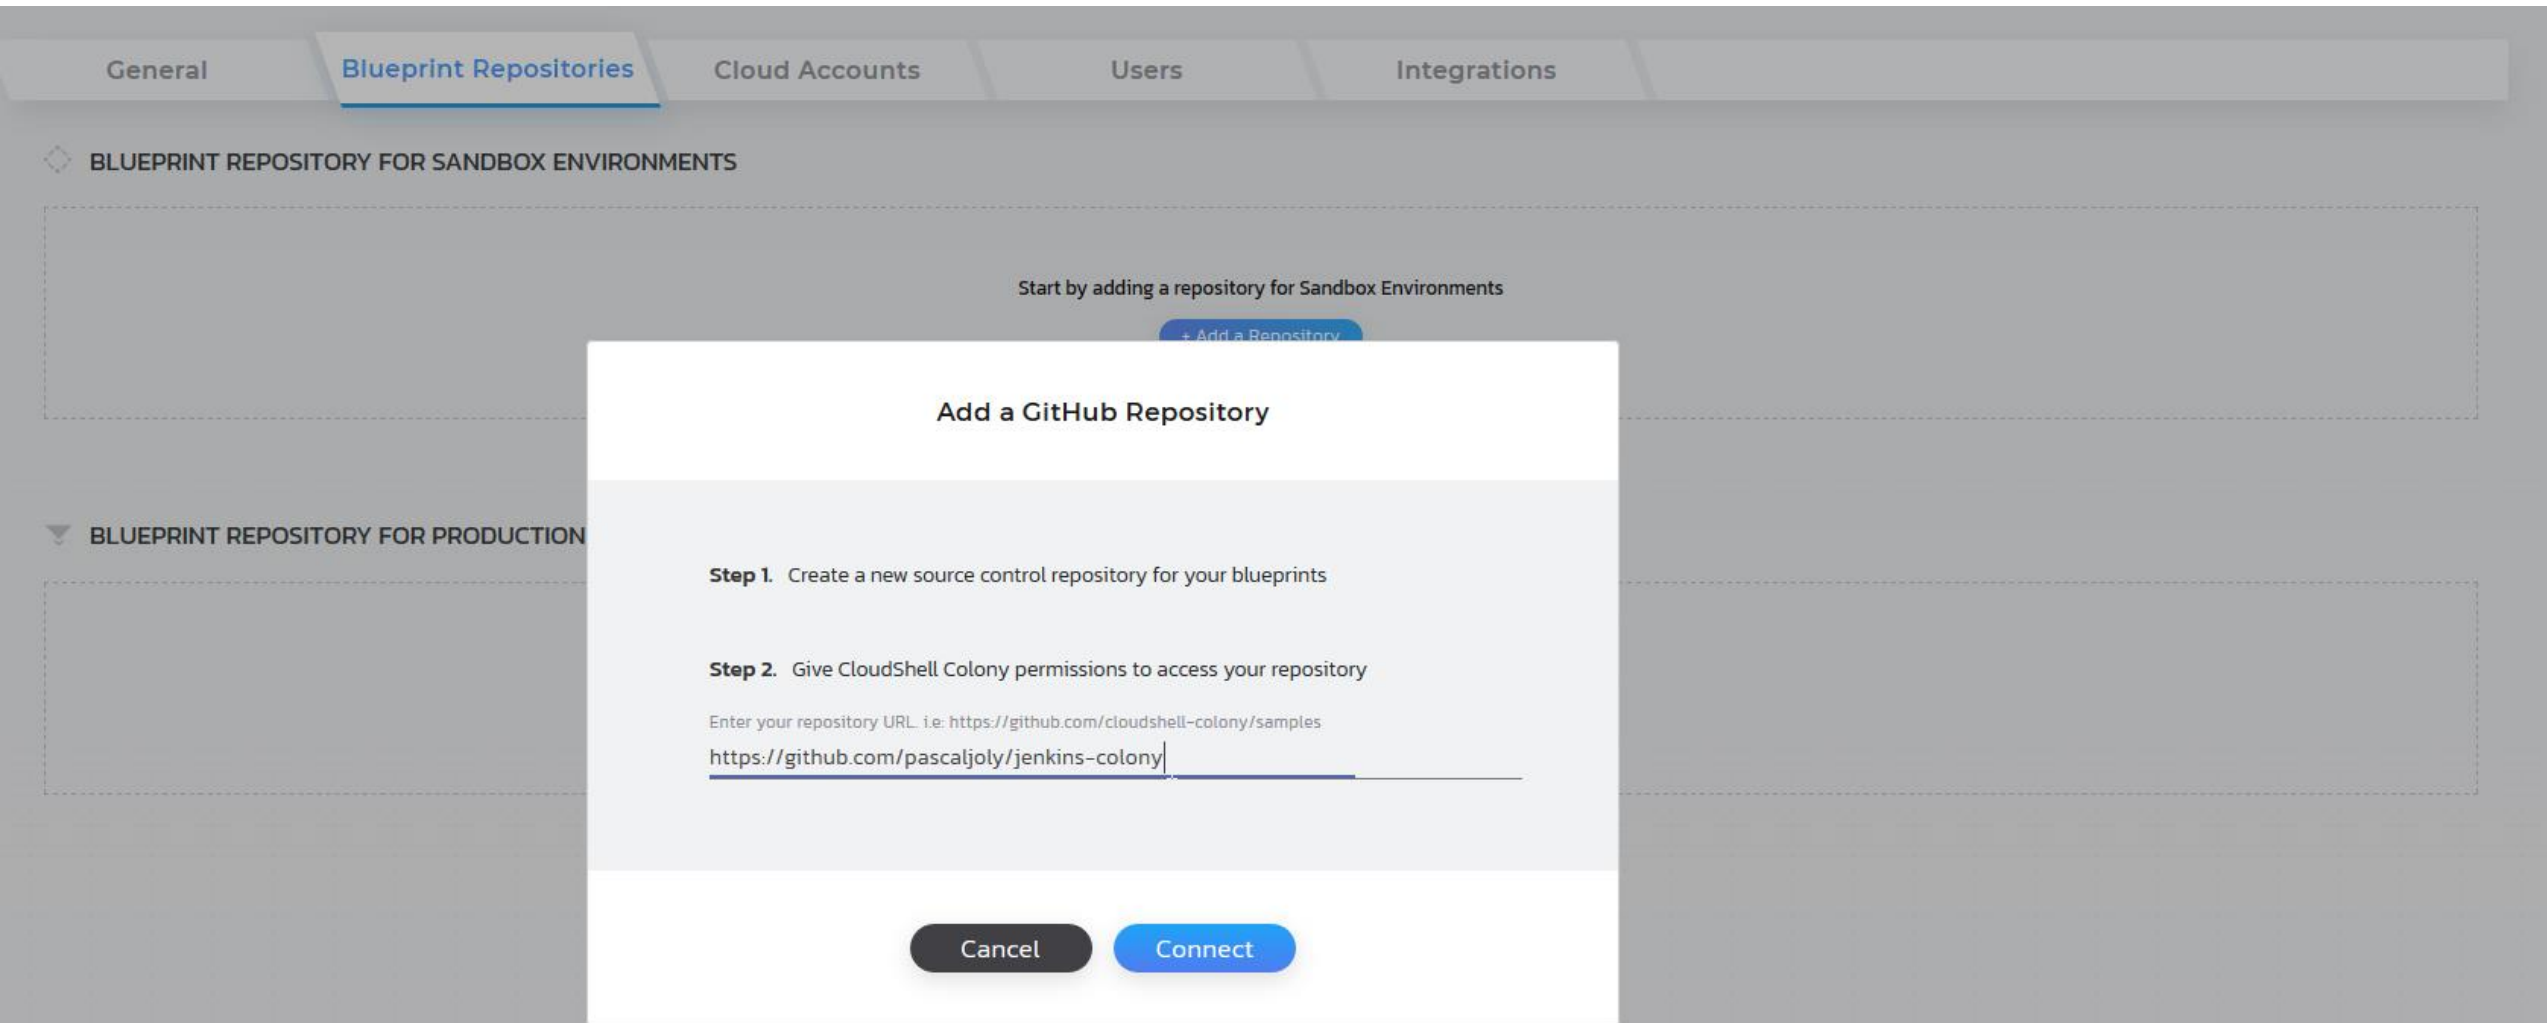 General Blueprint Repositories Cloud Accounts Users Integrations
BLUEPRINT REPOSITORY FOR SANDBOX ENVIRONMENTS
Start by adding a repository for Sandbox Environments
+ Add a Repository
Add a GitHub Repository
BLUEPRINT REPOSITORY FOR PRODUCTION
Step 1. Create a new source control repository for your blueprints
Step 2. Give CloudShell Colony permissions to access your repository
Enter your repository URL. i.e: https://github.com/cloudshell-colony/samples
https://github.com/pascaljoly/jenkins-colony
Cancel Connect